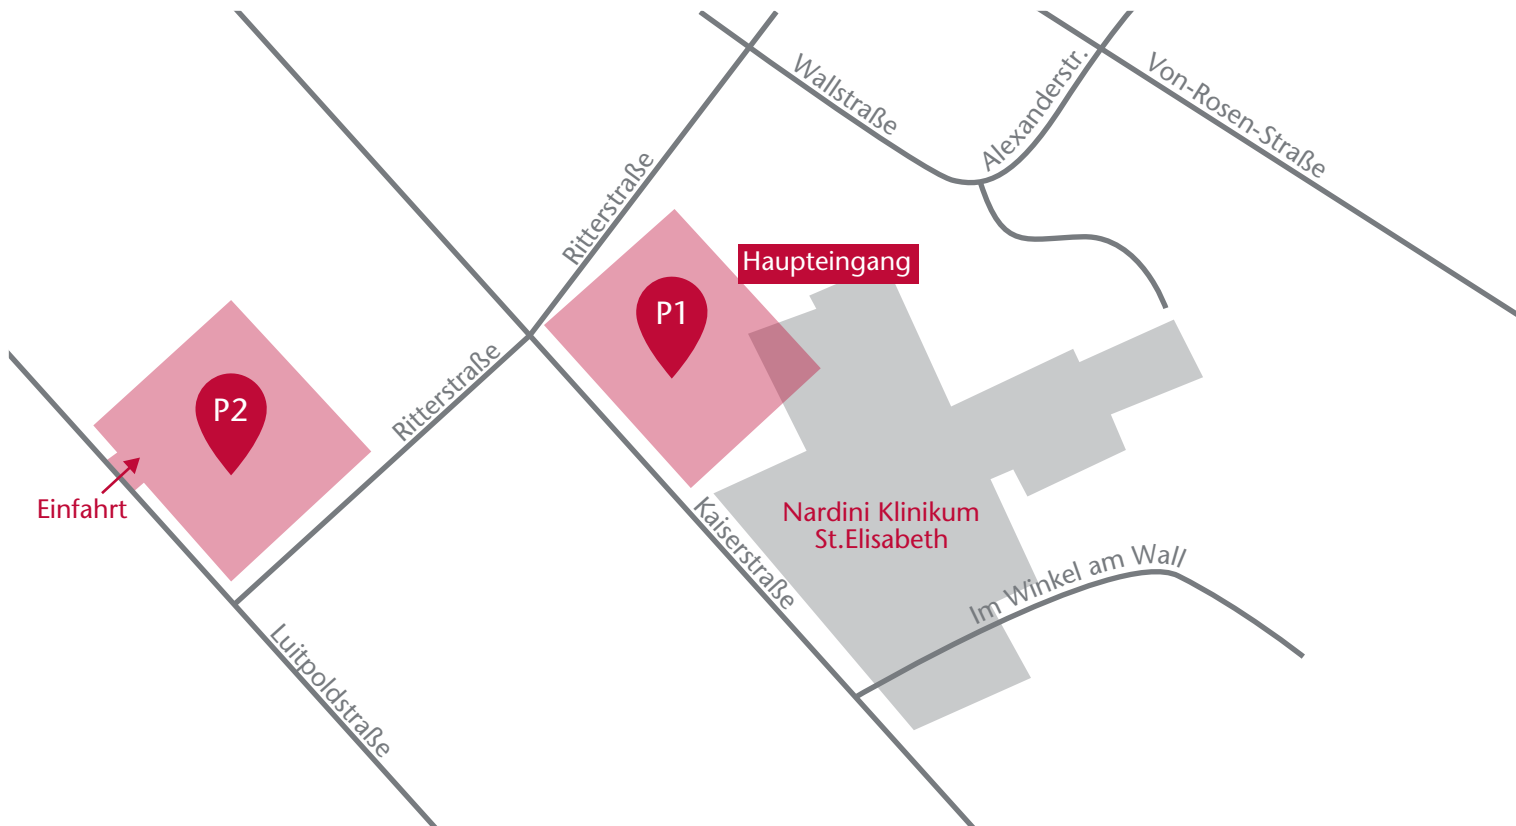 Wallstraße
Alexanderstr.
Von-Rosen-Straße
Ritterstraße
Haupteingang
P1
P2
Ritterstraße
Einfahrt
Nardini Klinikum
St.Elisabeth
Kaiserstraße
Im Winkel am Wall
Luitpoldstraße